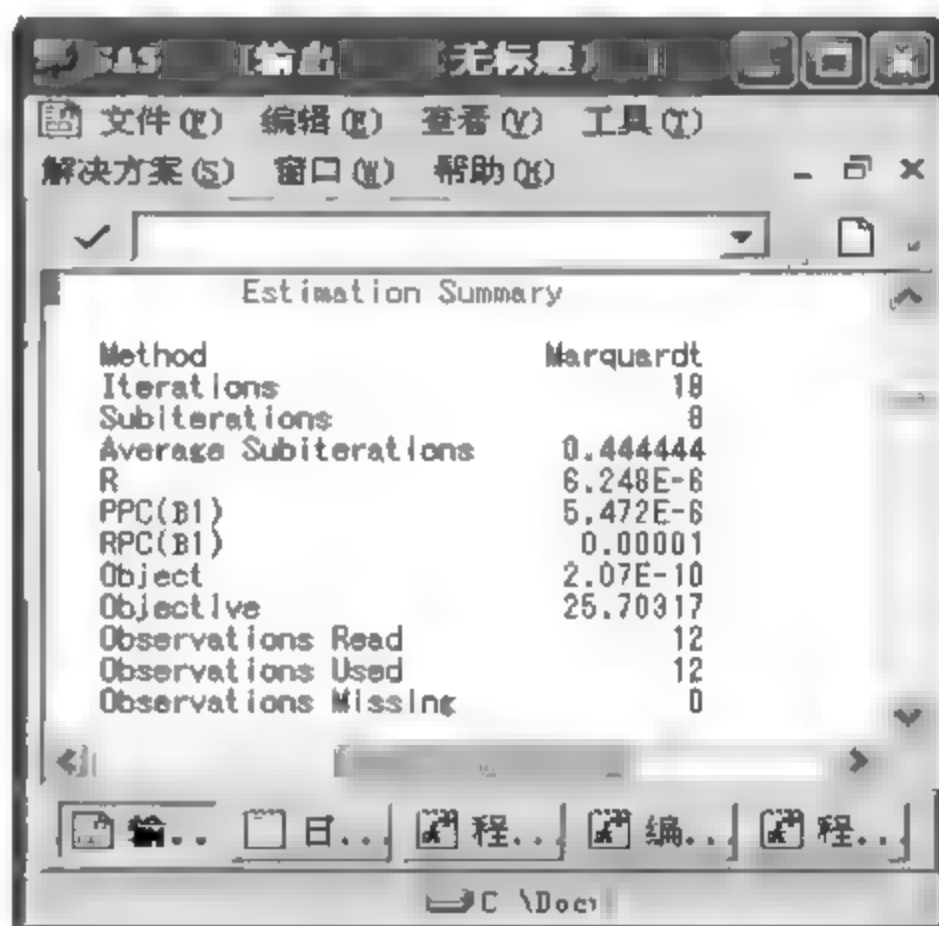 SAS 输出 无标题
文件(F) 编辑(E) 查看(V) 工具(T)
解决方案(S) 窗口(W) 帮助(H)
Estimation Summary
Method Marquardt
Iterations 18
Subiterations 8
Average Subiterations 0.444444
R 6.248E-6
PPC(B1) 5.472E-6
RPC(B1) 0.00001
Object 2.07E-10
Objective 25.70317
Observations Read 12
Observations Used 12
Observations Missing 0
输.. 日... 程... 编... 程...
C \Docu